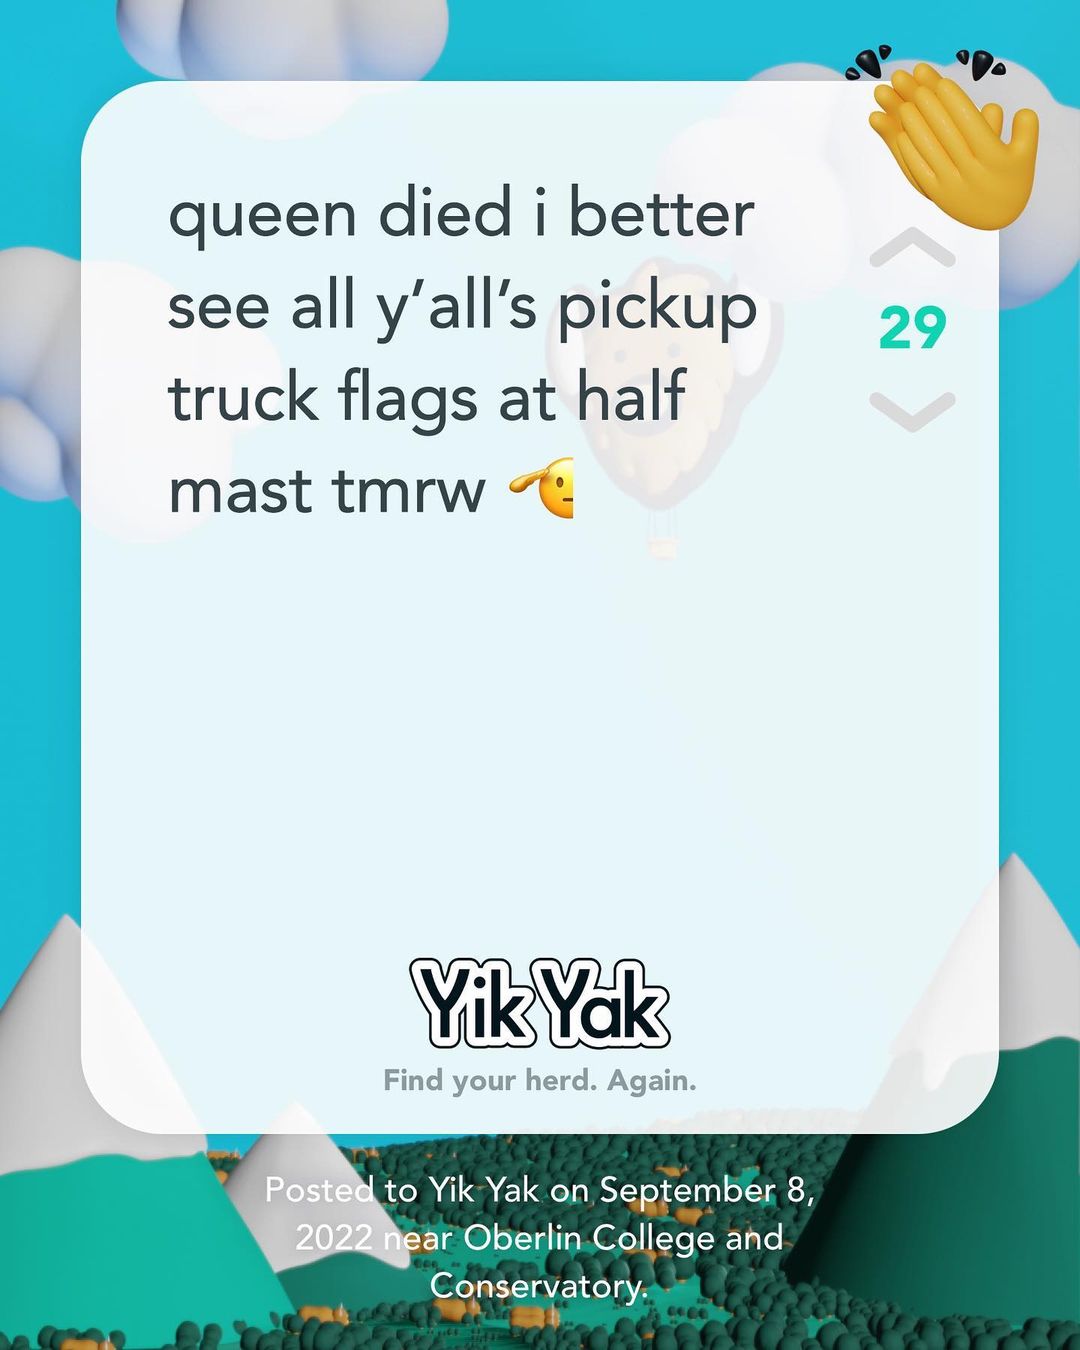 queen died i better
see all y’all’s pickup
truck flags at half
mast tmrw
29
Yik Yak
Find your herd. Again.
Posted to Yik Yak on September 8,
2022 near Oberlin College and
Conservatory.